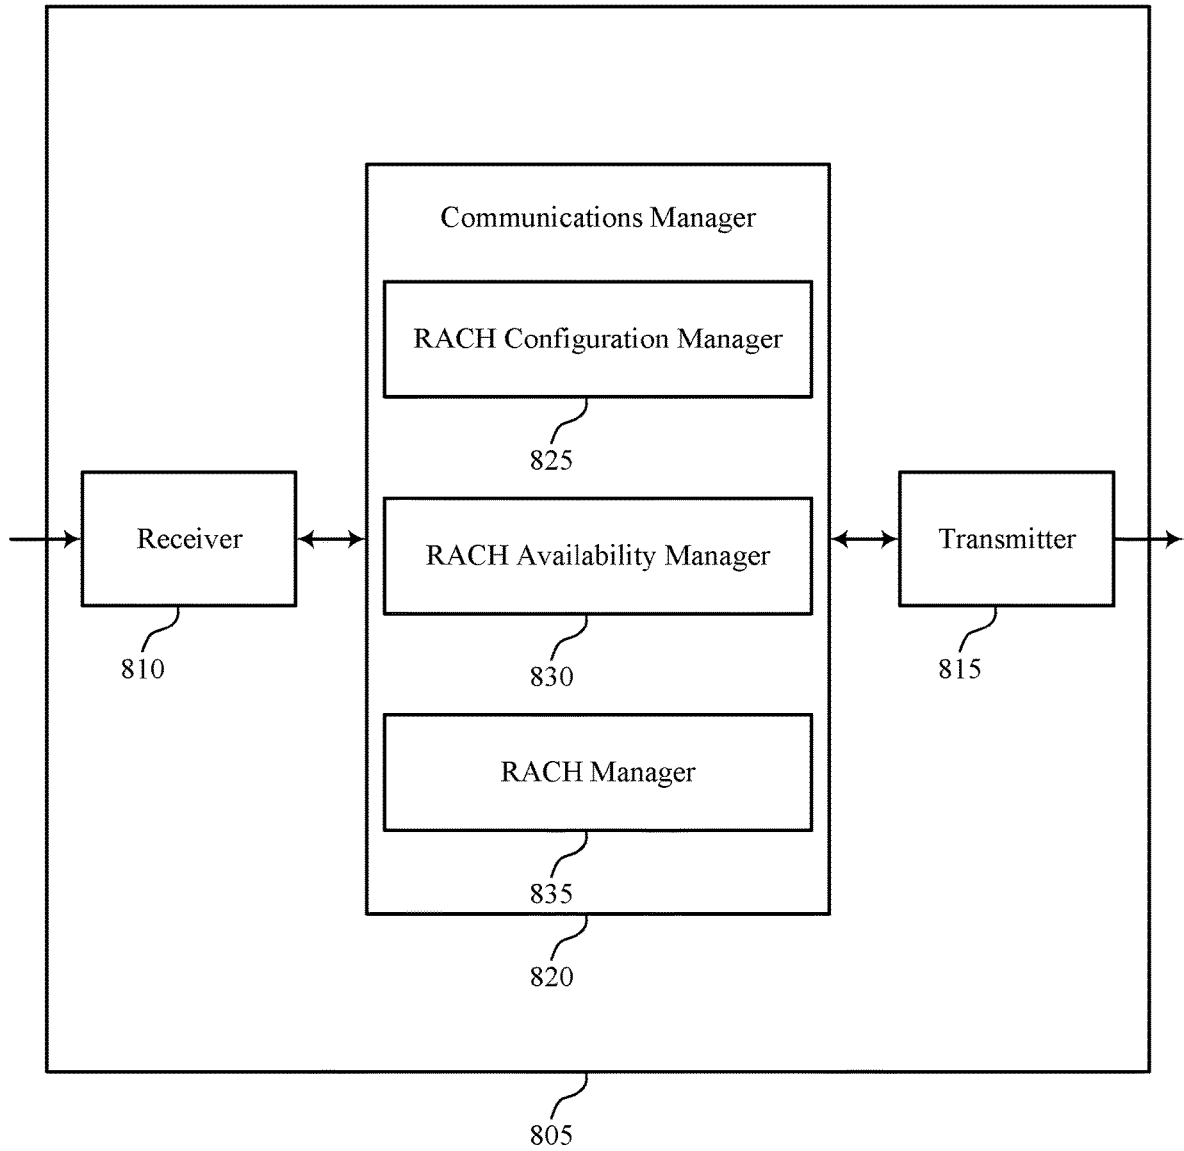 Communications Manager
RACH Configuration Manager
825
Receiver
RACH Availability Manager
Transmitter
810
830
815
RACH Manager
835
820
805